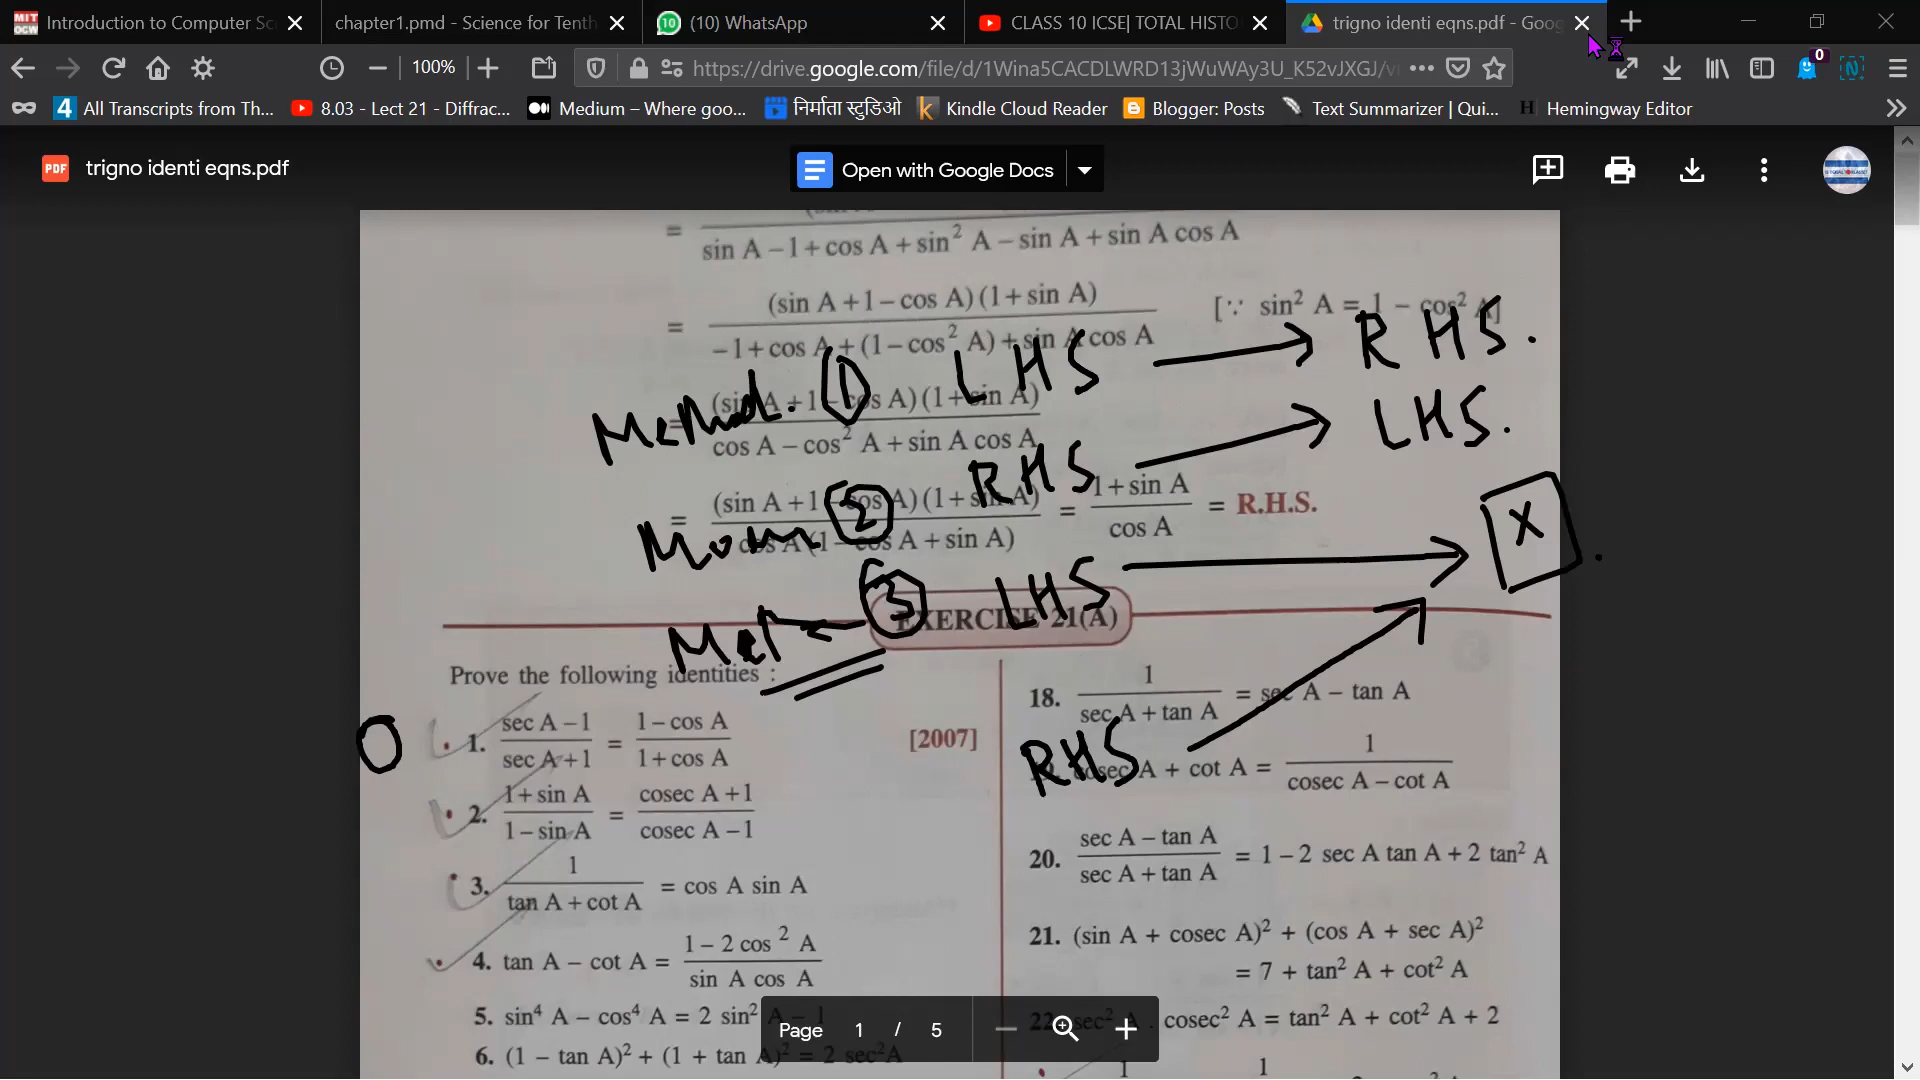 Introduction to Computer Sc
chapter1.pmd - Science for Tenth
(10) WhatsApp
CLASS 10 ICSE| TOTAL HISTO
trigno identi eqns.pdf - Goog
100%
https://drive.google.com/file/d/1Wina5CACDLWRD13jWuWAy3U_K52vJXGJ/v
0
All Transcripts from Th...
8.03 - Lect 21 - Diffrac...
Medium – Where goo...
निर्माता स्टुडिओ
Kindle Cloud Reader
Blogger: Posts
Text Summarizer | Qui...
Hemingway Editor
PDF trigno identi eqns.pdf
Open with Google Docs
= sin A – 1 + cos A + sin² A – sin A + sin A cos A
= (sin A + 1 – cos A) (1 + sin A) / –1 + cos A + (1 – cos² A) + sin A cos A [∵ sin² A = 1 – cos² A]
Method. ① LHS → RHS.
= (sin A + 1 – cos A) (1 + sin A) / cos A – cos² A + sin A cos A
② RHS → LHS.
= (sin A + 1 – cos A) (1 + sin A) / cos A (1 – cos A + sin A) = 1 + sin A / cos A = R.H.S.
③ LHS → X
RHS
EXERCISE 21(A)
Prove the following identities :
1. sec A – 1 / sec A + 1 = 1 – cos A / 1 + cos A [2007]
2. 1 + sin A / 1 – sin A = cosec A + 1 / cosec A – 1
3. 1 / tan A + cot A = cos A sin A
4. tan A – cot A = 1 – 2 cos² A / sin A cos A
5. sin⁴ A – cos⁴ A = 2 sin² A – 1
6. (1 – tan A)² + (1 + tan A)² = 2 sec² A
18. 1 / sec A + tan A = sec A – tan A
cosec A + cot A = 1 / cosec A – cot A
20. sec A – tan A / sec A + tan A = 1 – 2 sec A tan A + 2 tan² A
21. (sin A + cosec A)² + (cos A + sec A)²
= 7 + tan² A + cot² A
22. sec² A . cosec² A = tan² A + cot² A + 2
Page 1 / 5